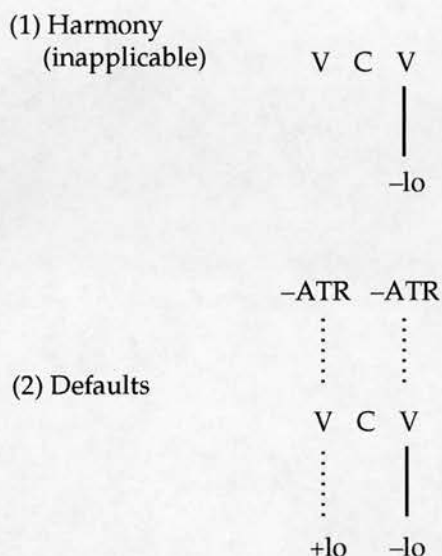 (1) Harmony
(inapplicable) V C V
–lo
–ATR –ATR
(2) Defaults
V C V
+lo –lo